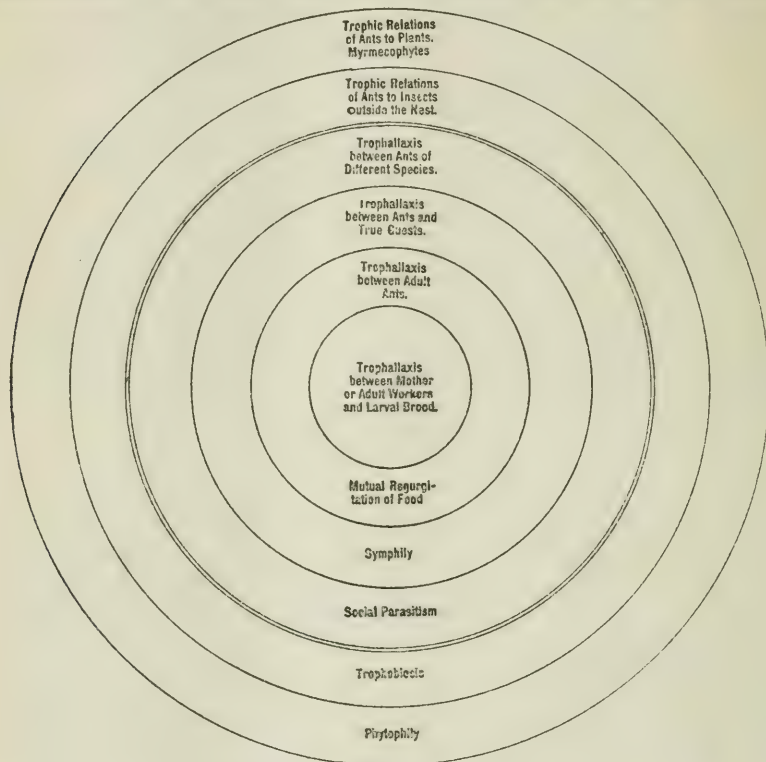 Trophic Relations
of Ants to Plants.
Myrmecophytes
Trophic Relations
of Ants to Insects
outside the Nest.
Trophallaxis
between Ants of
Different Species.
Trophallaxis
between Ants and
True Guests.
Trophallaxis
between Adult
Ants.
Trophallaxis
between Mother
or Adult Workers
and Larval Brood.
Mutual Regurgi-
tation of Food
Symphily
Social Parasitism
Trophobiosis
Phytophily